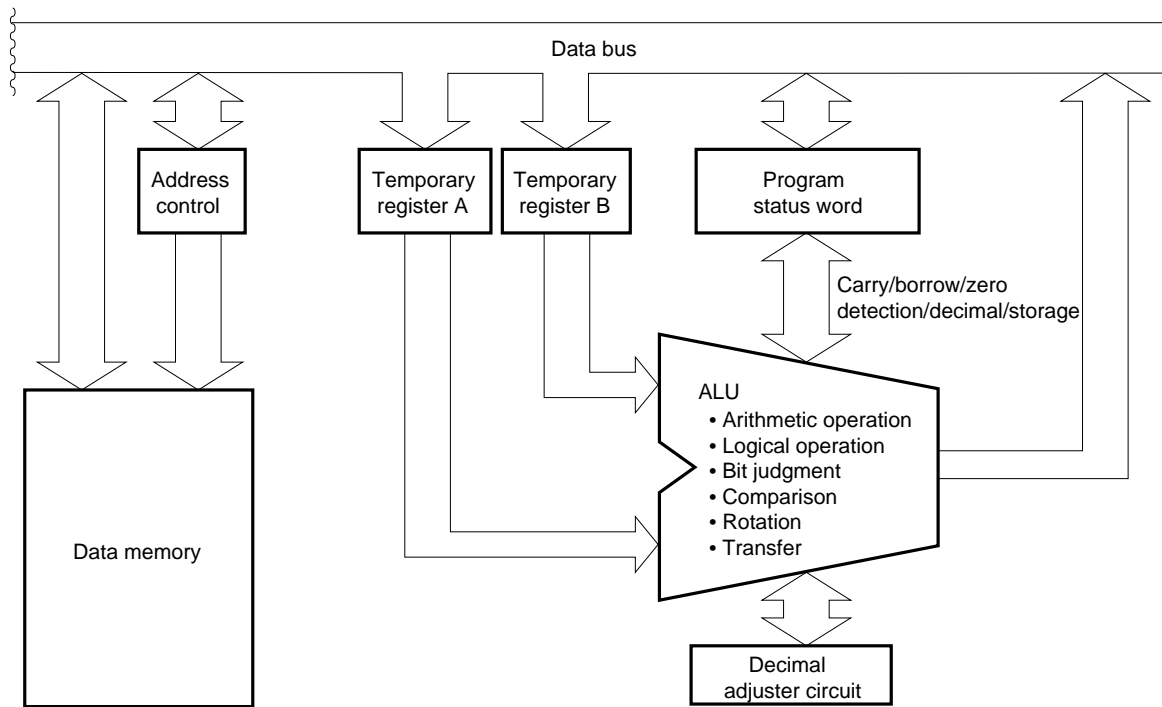 Data bus
Address
control
Temporary
register A
Temporary
register B
Program
status word
Carry/borrow/zero
detection/decimal/storage
ALU
• Arithmetic operation
• Logical operation
• Bit judgment
• Comparison
• Rotation
• Transfer
Data memory
Decimal
adjuster circuit